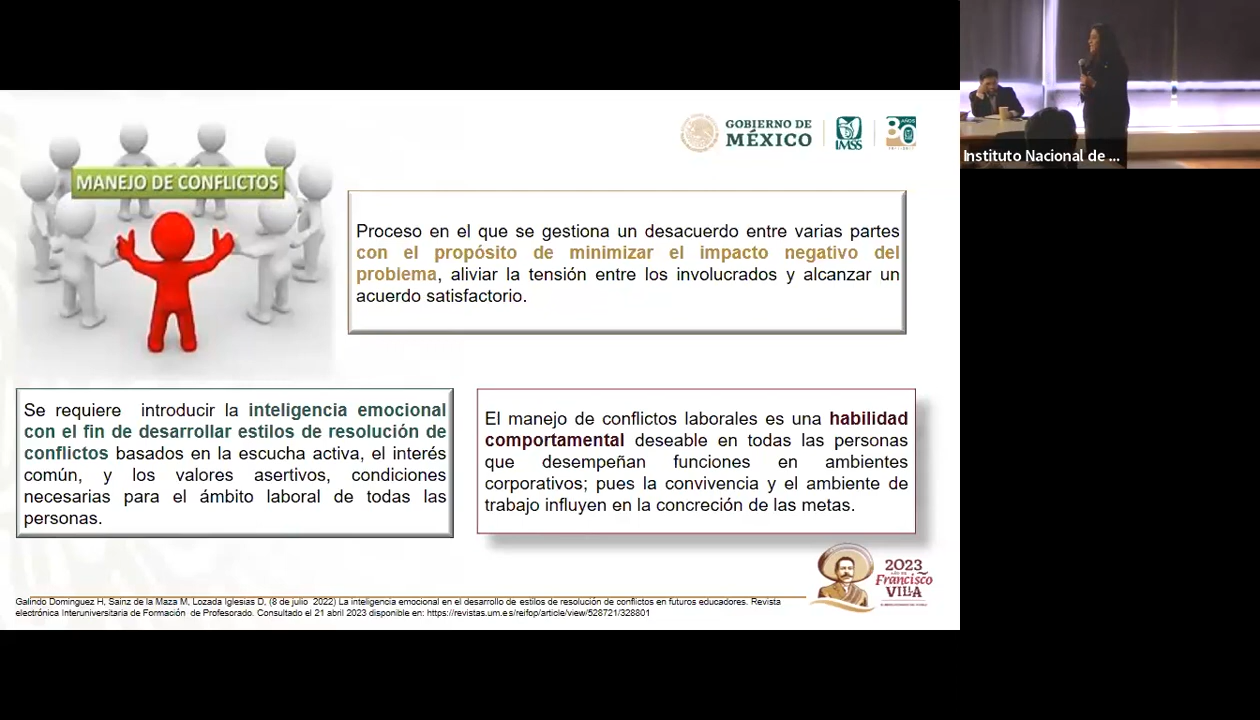 GOBIERNO DE
MÉXICO
IMSS
AÑOS
MANEJO DE CONFLICTOS
Instituto Nacional de ...
Proceso en el que se gestiona un desacuerdo entre varias partes
con el propósito de minimizar el impacto negativo del
problema, aliviar la tensión entre los involucrados y alcanzar un
acuerdo satisfactorio.
Se requiere introducir la inteligencia emocional
con el fin de desarrollar estilos de resolución de
conflictos basados en la escucha activa, el interés
común, y los valores asertivos, condiciones
necesarias para el ámbito laboral de todas las
personas.
El manejo de conflictos laborales es una habilidad
comportamental deseable en todas las personas
que desempeñan funciones en ambientes
corporativos; pues la convivencia y el ambiente de
trabajo influyen en la concreción de las metas.
2023
Francisco
VILLA
Galindo Domínguez H, Sainz de la Maza M, Lozada Iglesias D, (8 de julio 2022) La inteligencia emocional en el desarrollo de estilos de resolución de conflictos en futuros educadores. Revista
electrónica Interuniversitaria de Formación de Profesorado. Consultado el 21 abril 2023 disponible en: https://revistas.um.es/reifop/article/view/528721/328801